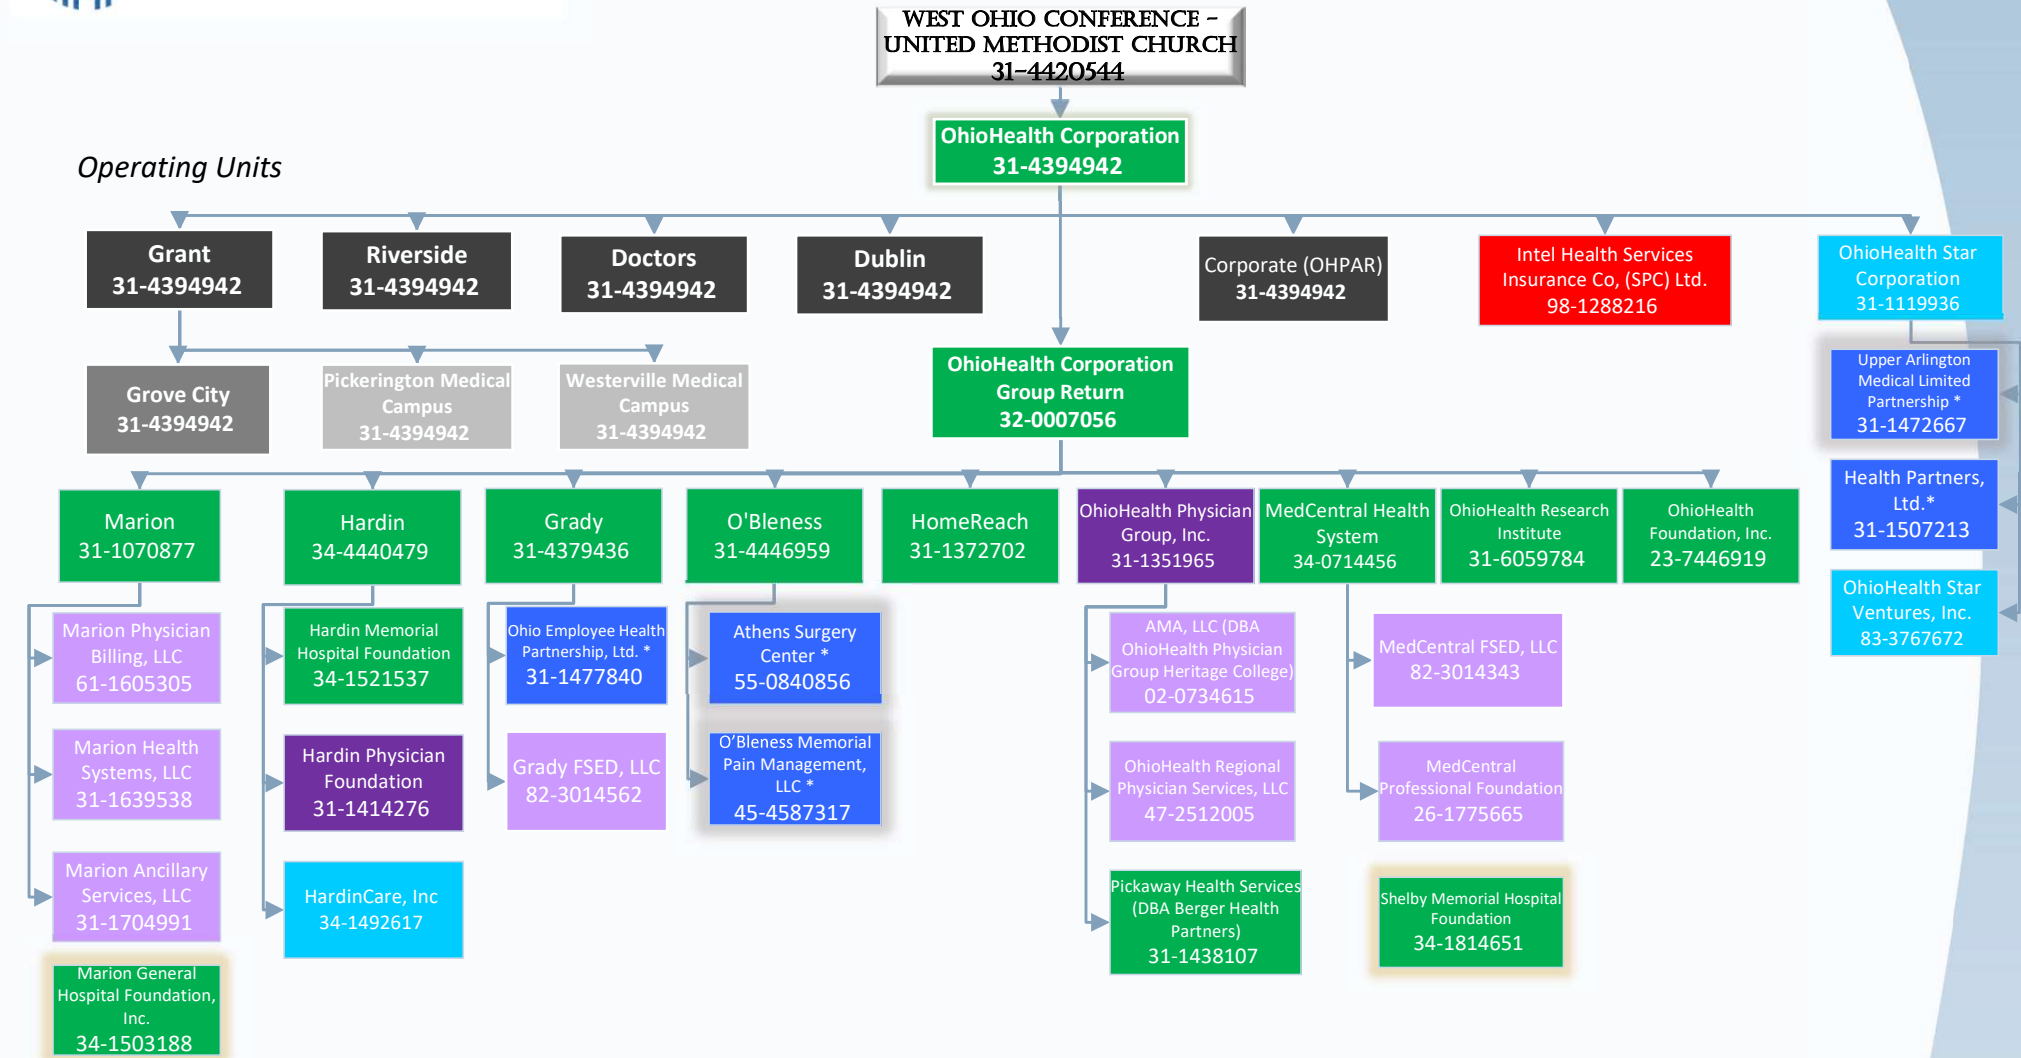 WEST OHIO CONFERENCE –
UNITED METHODIST CHURCH
31-4420544
OhioHealth Corporation
31-4394942
Operating Units
Grant
31-4394942
Riverside
31-4394942
Doctors
31-4394942
Dublin
31-4394942
Corporate (OHPAR)
31-4394942
Intel Health Services
Insurance Co, (SPC) Ltd.
98-1288216
OhioHealth Star
Corporation
31-1119936
Grove City
31-4394942
Pickerington Medical
Campus
31-4394942
Westerville Medical
Campus
31-4394942
OhioHealth Corporation
Group Return
32-0007056
Upper Arlington
Medical Limited
Partnership *
31-1472667
Health Partners,
Ltd.*
31-1507213
OhioHealth Star
Ventures, Inc.
83-3767672
Marion
31-1070877
Hardin
34-4440479
Grady
31-4379436
O'Bleness
31-4446959
HomeReach
31-1372702
OhioHealth Physician
Group, Inc.
31-1351965
MedCentral Health
System
34-0714456
OhioHealth Research
Institute
31-6059784
OhioHealth
Foundation, Inc.
23-7446919
Marion Physician
Billing, LLC
61-1605305
Marion Health
Systems, LLC
31-1639538
Marion Ancillary
Services, LLC
31-1704991
Marion General
Hospital Foundation,
Inc.
34-1503188
Hardin Memorial
Hospital Foundation
34-1521537
Hardin Physician
Foundation
31-1414276
HardinCare, Inc
34-1492617
Ohio Employee Health
Partnership, Ltd. *
31-1477840
Grady FSED, LLC
82-3014562
Athens Surgery
Center *
55-0840856
O’Bleness Memorial
Pain Management,
LLC *
45-4587317
AMA, LLC (DBA
OhioHealth Physician
Group Heritage College)
02-0734615
OhioHealth Regional
Physician Services, LLC
47-2512005
Pickaway Health Services
(DBA Berger Health
Partners)
31-1438107
MedCentral FSED, LLC
82-3014343
MedCentral
Professional Foundation
26-1775665
Shelby Memorial Hospital
Foundation
34-1814651